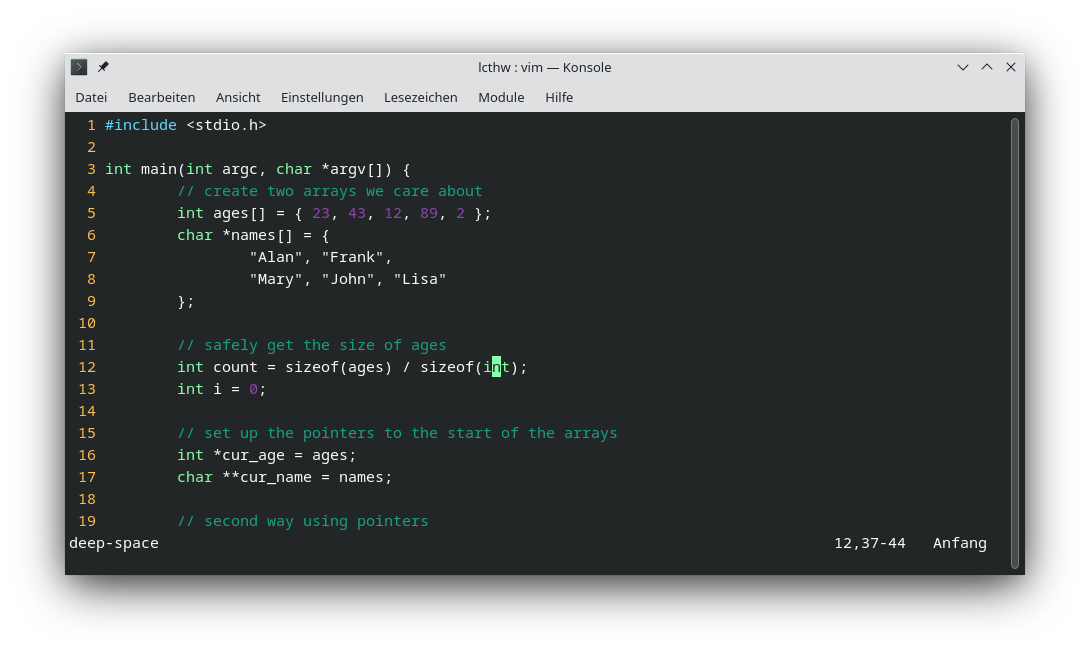 lcthw : vim — Konsole
Datei Bearbeiten Ansicht Einstellungen Lesezeichen Module Hilfe
1 #include <stdio.h>
2
3 int main(int argc, char *argv[]) {
4         // create two arrays we care about
5         int ages[] = { 23, 43, 12, 89, 2 };
6         char *names[] = {
7                 "Alan", "Frank",
8                 "Mary", "John", "Lisa"
9         };
10
11         // safely get the size of ages
12         int count = sizeof(ages) / sizeof(int);
13         int i = 0;
14
15         // set up the pointers to the start of the arrays
16         int *cur_age = ages;
17         char **cur_name = names;
18
19         // second way using pointers
deep-space 12,37-44 Anfang